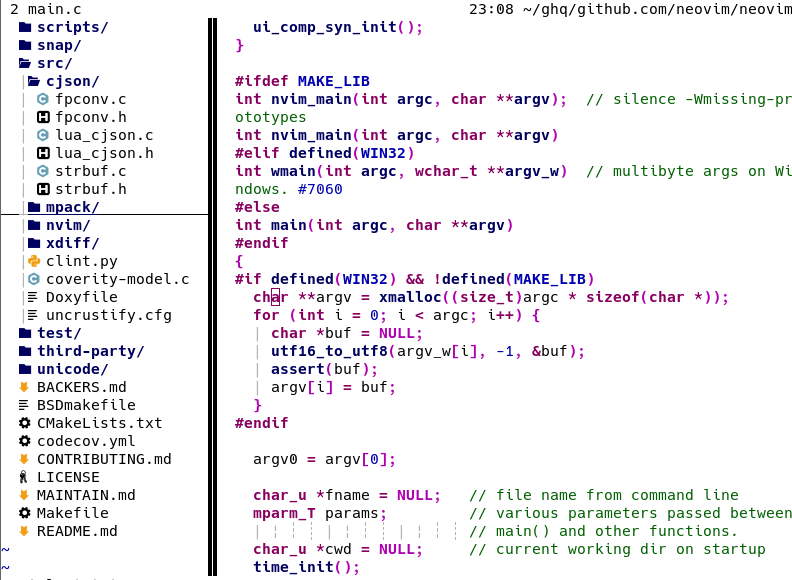 2 main.c 23:08 ~/ghq/github.com/neovim/neovim
scripts/
snap/
src/
cjson/
fpconv.c
fpconv.h
lua_cjson.c
lua_cjson.h
strbuf.c
strbuf.h
mpack/
nvim/
xdiff/
clint.py
coverity-model.c
Doxyfile
uncrustify.cfg
test/
third-party/
unicode/
BACKERS.md
BSDmakefile
CMakeLists.txt
codecov.yml
CONTRIBUTING.md
LICENSE
MAINTAIN.md
Makefile
README.md
~
~
ui_comp_syn_init();
}
#ifdef MAKE_LIB
int nvim_main(int argc, char **argv);  // silence -Wmissing-pr
ototypes
int nvim_main(int argc, char **argv)
#elif defined(WIN32)
int wmain(int argc, wchar_t **argv_w)  // multibyte args on Wi
ndows. #7060
#else
int main(int argc, char **argv)
#endif
{
#if defined(WIN32) && !defined(MAKE_LIB)
char **argv = xmalloc((size_t)argc * sizeof(char *));
for (int i = 0; i < argc; i++) {
char *buf = NULL;
utf16_to_utf8(argv_w[i], -1, &buf);
assert(buf);
argv[i] = buf;
}
#endif
argv0 = argv[0];
char_u *fname = NULL;   // file name from command line
mparm_T params;         // various parameters passed between
// main() and other functions.
char_u *cwd = NULL;     // current working dir on startup
time_init();